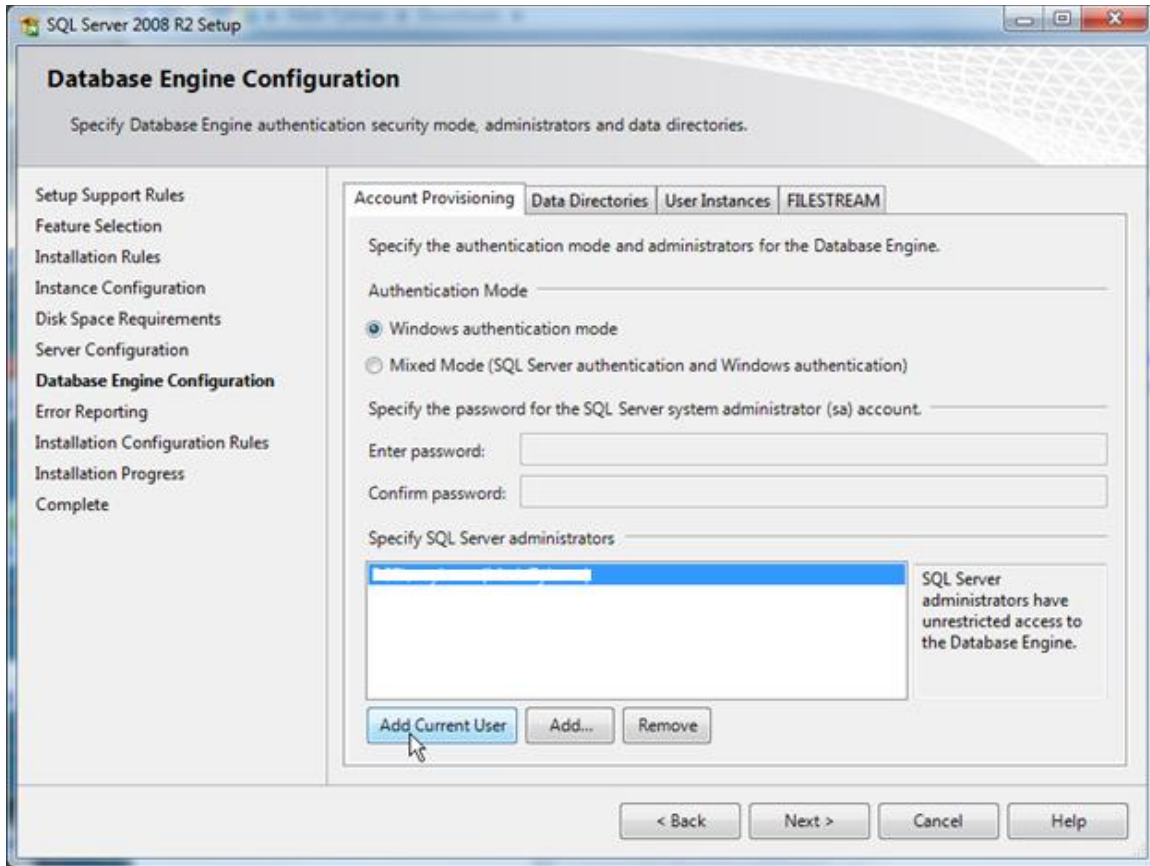 SQL Server 2008 R2 Setup
Database Engine Configuration
Specify Database Engine authentication security mode, administrators and data directories.
Setup Support Rules
Feature Selection
Installation Rules
Instance Configuration
Disk Space Requirements
Server Configuration
Database Engine Configuration
Error Reporting
Installation Configuration Rules
Installation Progress
Complete
Account Provisioning Data Directories User Instances FILESTREAM
Specify the authentication mode and administrators for the Database Engine.
Authentication Mode
Windows authentication mode
Mixed Mode (SQL Server authentication and Windows authentication)
Specify the password for the SQL Server system administrator (sa) account.
Enter password:
Confirm password:
Specify SQL Server administrators
SQL Server
administrators have
unrestricted access to
the Database Engine.
Add Current User Add... Remove
< Back Next > Cancel Help